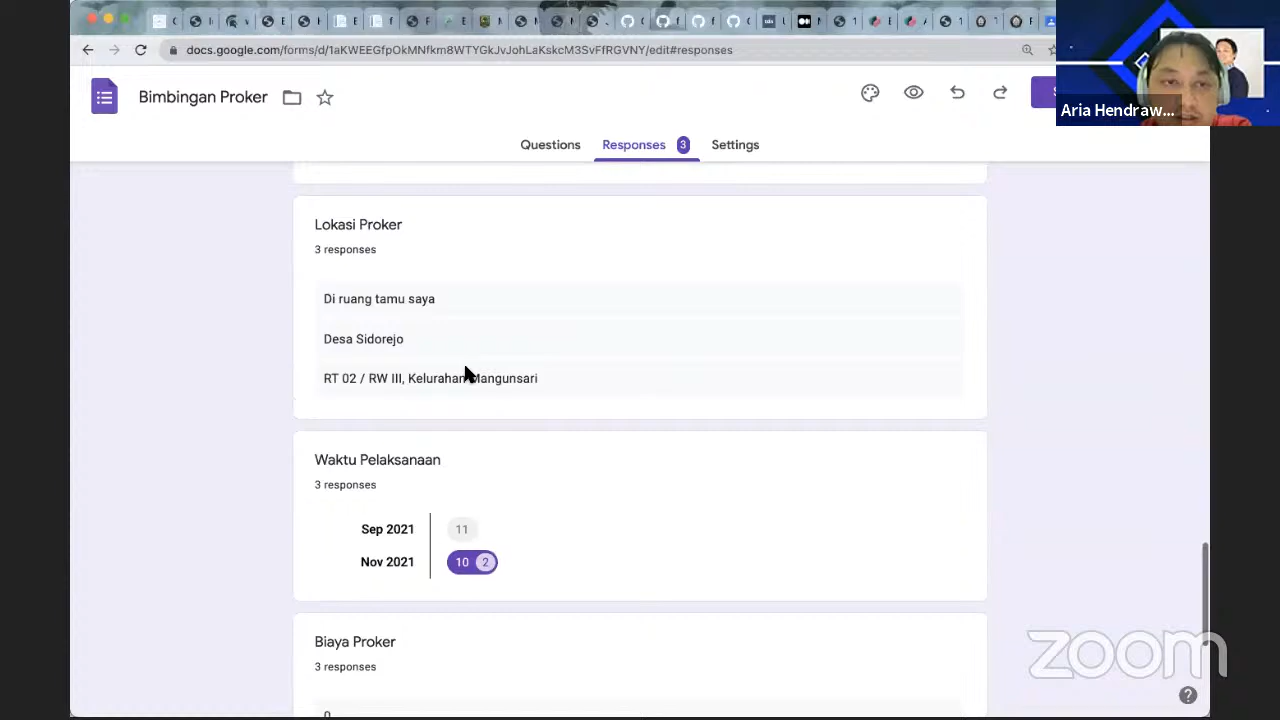 docs.google.com/forms/d/1aKWEEGfpOkMNfkm8WTYGkJvJohLaKskcM3SvFfRGVNY/edit#responses
Aria Hendraw...
Bimbingan Proker
Questions
Responses 3
Settings
Lokasi Proker
3 responses
Di ruang tamu saya
Desa Sidorejo
RT 02 / RW III, Kelurahan Mangunsari
Waktu Pelaksanaan
3 responses
Sep 2021 11
Nov 2021 10 2
Biaya Proker
3 responses
0
zoom